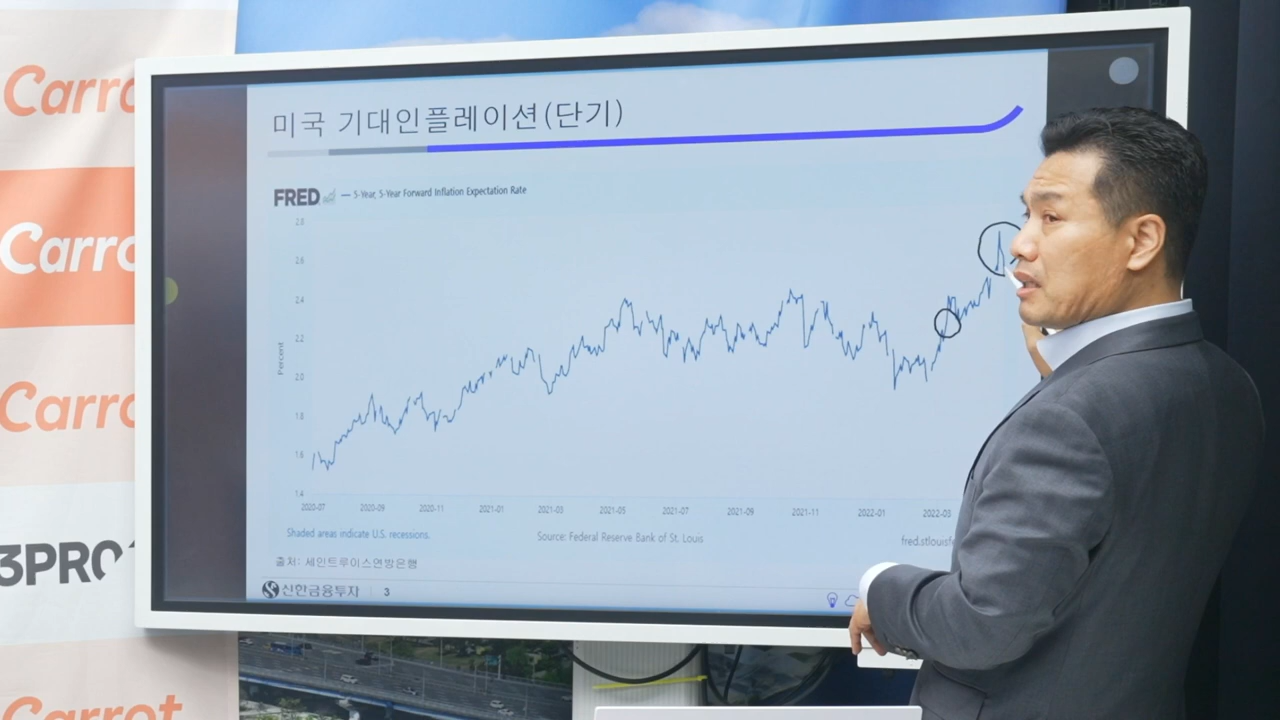 Carrot
Carro
Carro
3PRO
Carrot
미국 기대인플레이션(단기)
FRED
5-Year, 5-Year Forward Inflation Expectation Rate
2.8
2.6
2.4
2.2
2.0
1.8
1.6
1.4
Percent
2020-07 2020-09 2020-11 2021-01 2021-03 2021-05 2021-07 2021-09 2021-11 2022-01 2022-03
Shaded areas indicate U.S. recessions. Source: Federal Reserve Bank of St. Louis fred.stlouisfe
출처: 세인트루이스연방은행
신한금융투자 3